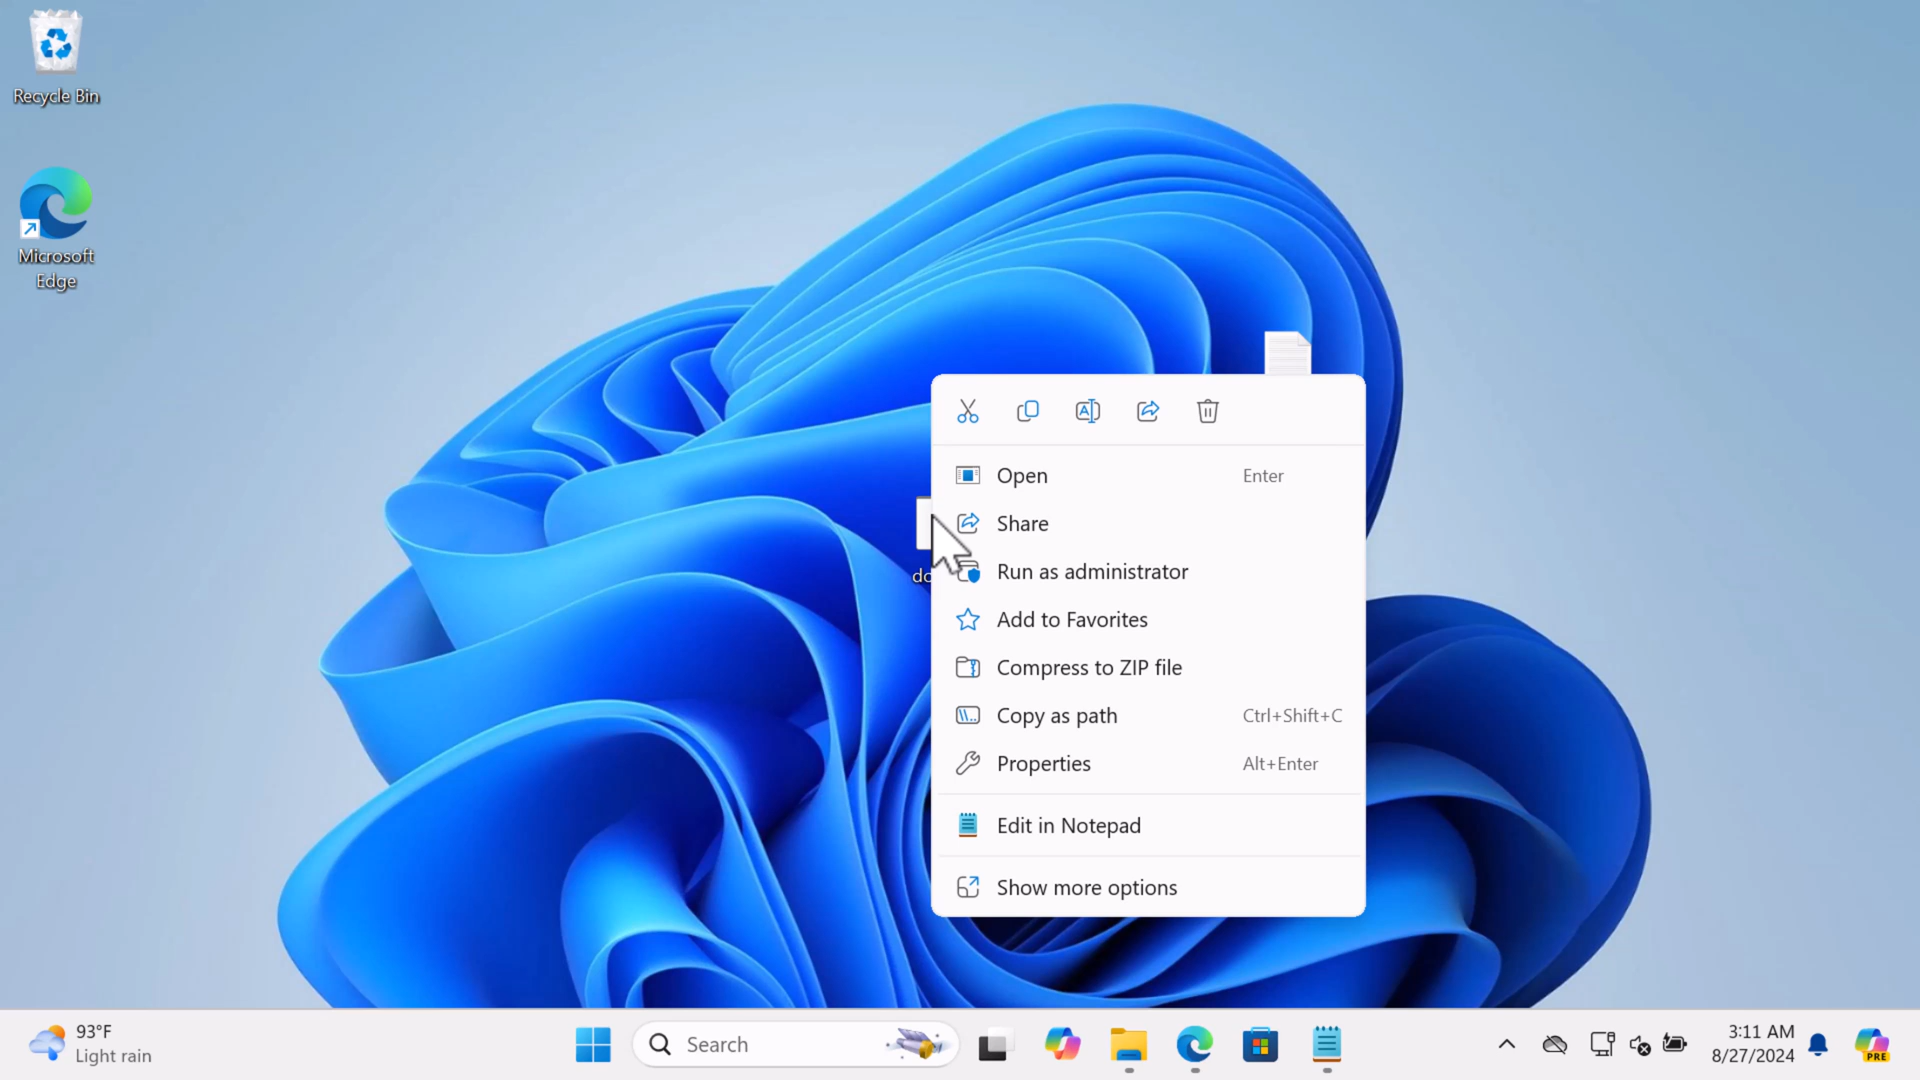 Recycle Bin
Microsoft
Edge
Open Enter
Share
Run as administrator
Add to Favorites
Compress to ZIP file
Copy as path Ctrl+Shift+C
Properties Alt+Enter
Edit in Notepad
Show more options
93°F
Light rain
Search
3:11 AM
8/27/2024
PRE